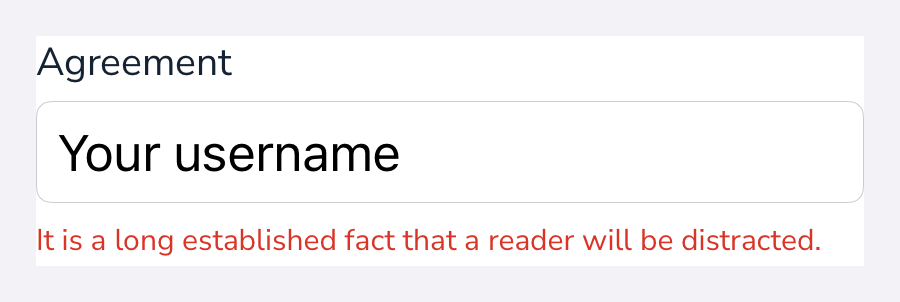 Agreement
Your username
It is a long established fact that a reader will be distracted.